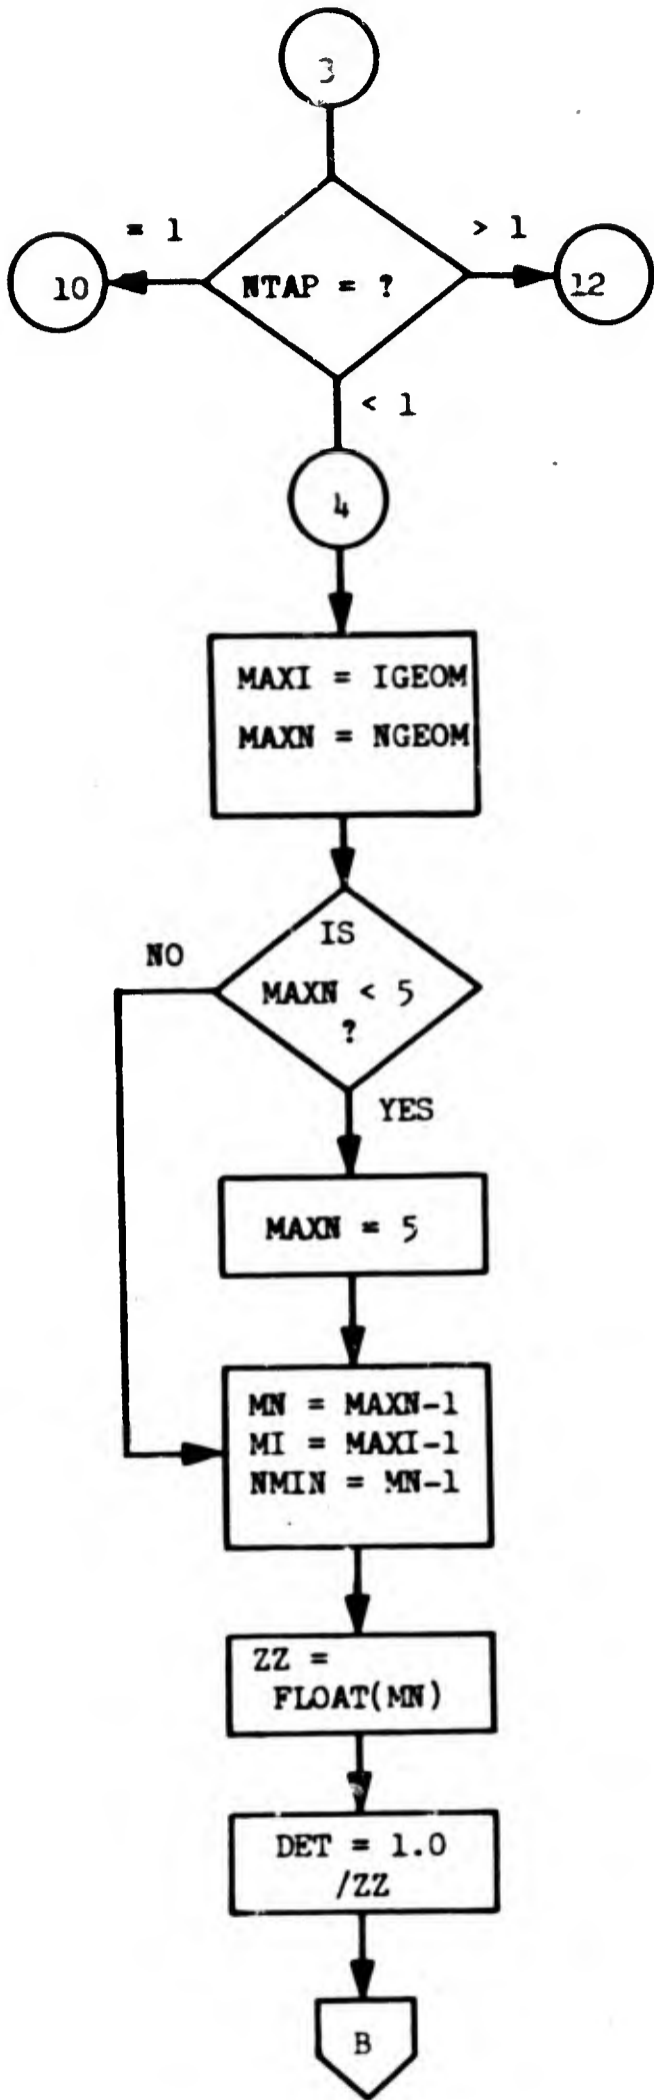 3
= 1
> 1
10
NTAP = ?
12
< 1
4
MAXI = IGEOM
MAXN = NGEOM
IS
NO
MAXN < 5
?
YES
MAXN = 5
MN = MAXN-1
MI = MAXI-1
NMIN = MN-1
ZZ =
FLOAT(MN)
DET = 1.0
/ZZ
B